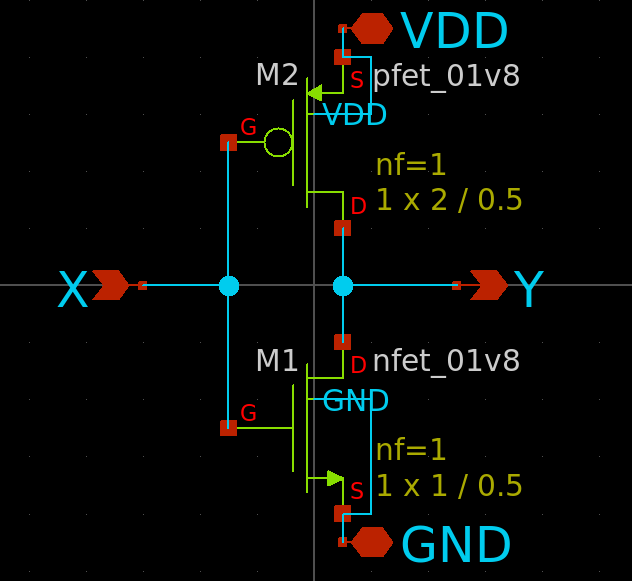 VDD
M2
pfet_01v8
S
VDD
G
nf=1
1 x 2 / 0.5
D
X
Y
M1
nfet_01v8
D
GND
G
nf=1
1 x 1 / 0.5
S
GND